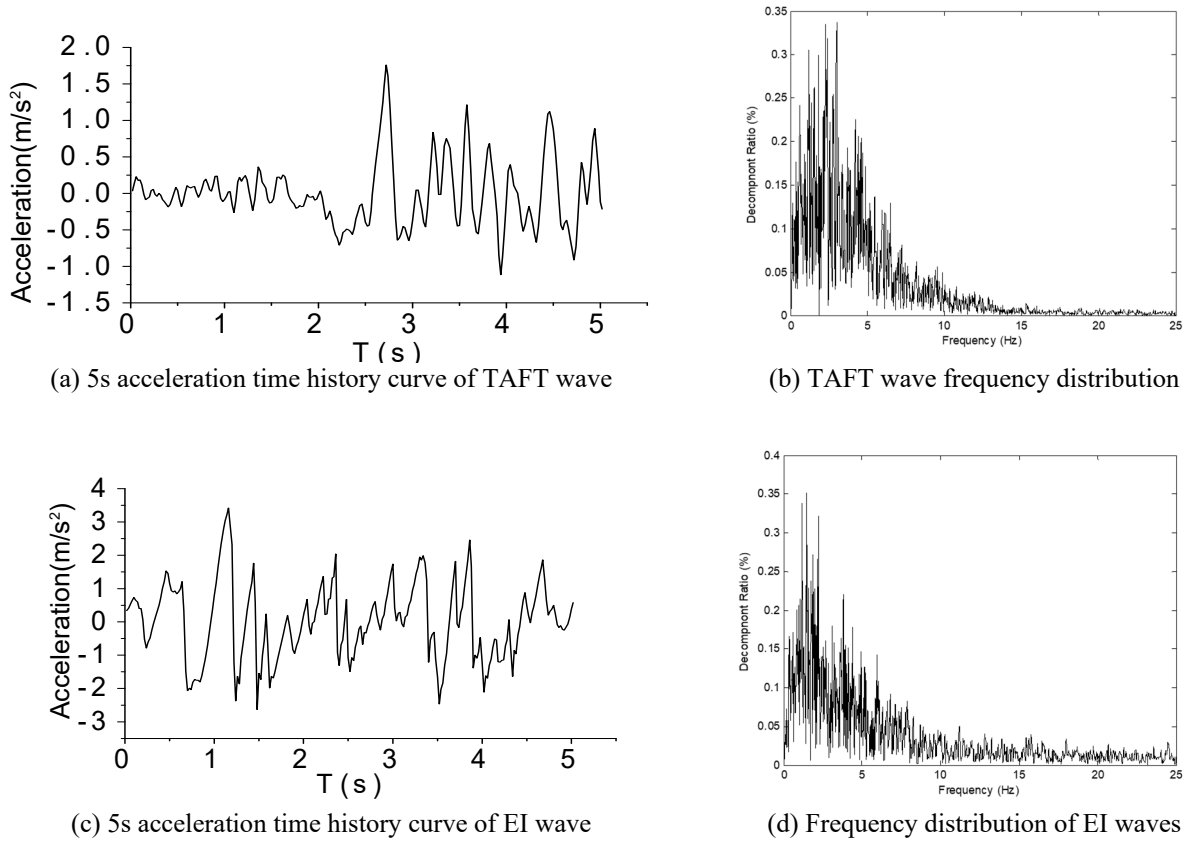 2.0
1.5
1.0
0.5
0.0
-0.5
-1.0
-1.5
Acceleration(m/s²)
0 1 2 3 4 5
T (s)
(a) 5s acceleration time history curve of TAFT wave
0.35
0.3
0.25
0.2
0.15
0.1
0.05
0
Decompnont Ratio (%)
0 5 10 15 20 25
Frequency (Hz)
(b) TAFT wave frequency distribution
4
3
2
1
0
-1
-2
-3
Acceleration(m/s²)
0 1 2 3 4 5
T (s)
(c) 5s acceleration time history curve of EI wave
0.4
0.35
0.3
0.25
0.2
0.15
0.1
0.05
0
Decompnont Ratio (%)
0 5 10 15 20 25
Frequency (Hz)
(d) Frequency distribution of EI waves